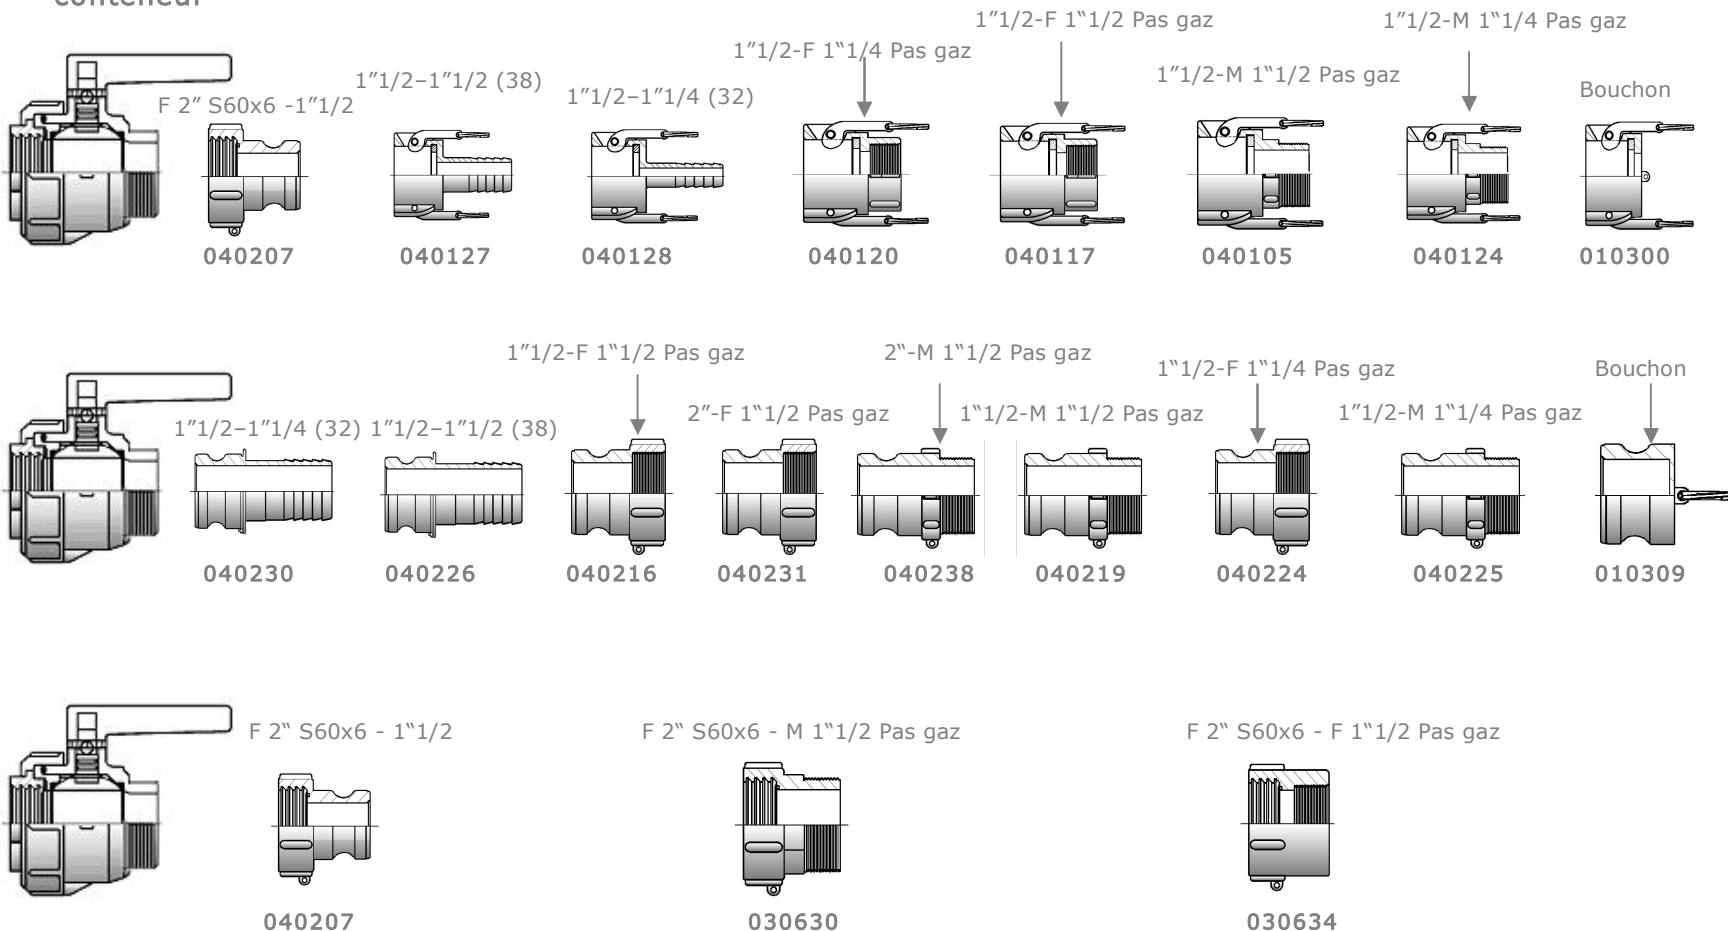 conteneur
1”1/2-F 1“1/2 Pas gaz
1”1/2-M 1“1/4 Pas gaz
1”1/2-F 1“1/4 Pas gaz
1”1/2-M 1“1/2 Pas gaz
1”1/2–1”1/2 (38)
1”1/2–1”1/4 (32)
Bouchon
F 2” S60x6 -1”1/2
040207
040127
040128
040120
040117
040105
040124
010300
1”1/2-F 1“1/2 Pas gaz
2“-M 1“1/2 Pas gaz
1“1/2-F 1“1/4 Pas gaz
Bouchon
1”1/2–1”1/4 (32)
1”1/2–1”1/2 (38)
2”-F 1“1/2 Pas gaz
1“1/2-M 1“1/2 Pas gaz
1”1/2-M 1“1/4 Pas gaz
040230
040226
040216
040231
040238
040219
040224
040225
010309
F 2“ S60x6 - 1“1/2
F 2“ S60x6 - M 1“1/2 Pas gaz
F 2“ S60x6 - F 1“1/2 Pas gaz
040207
030630
030634